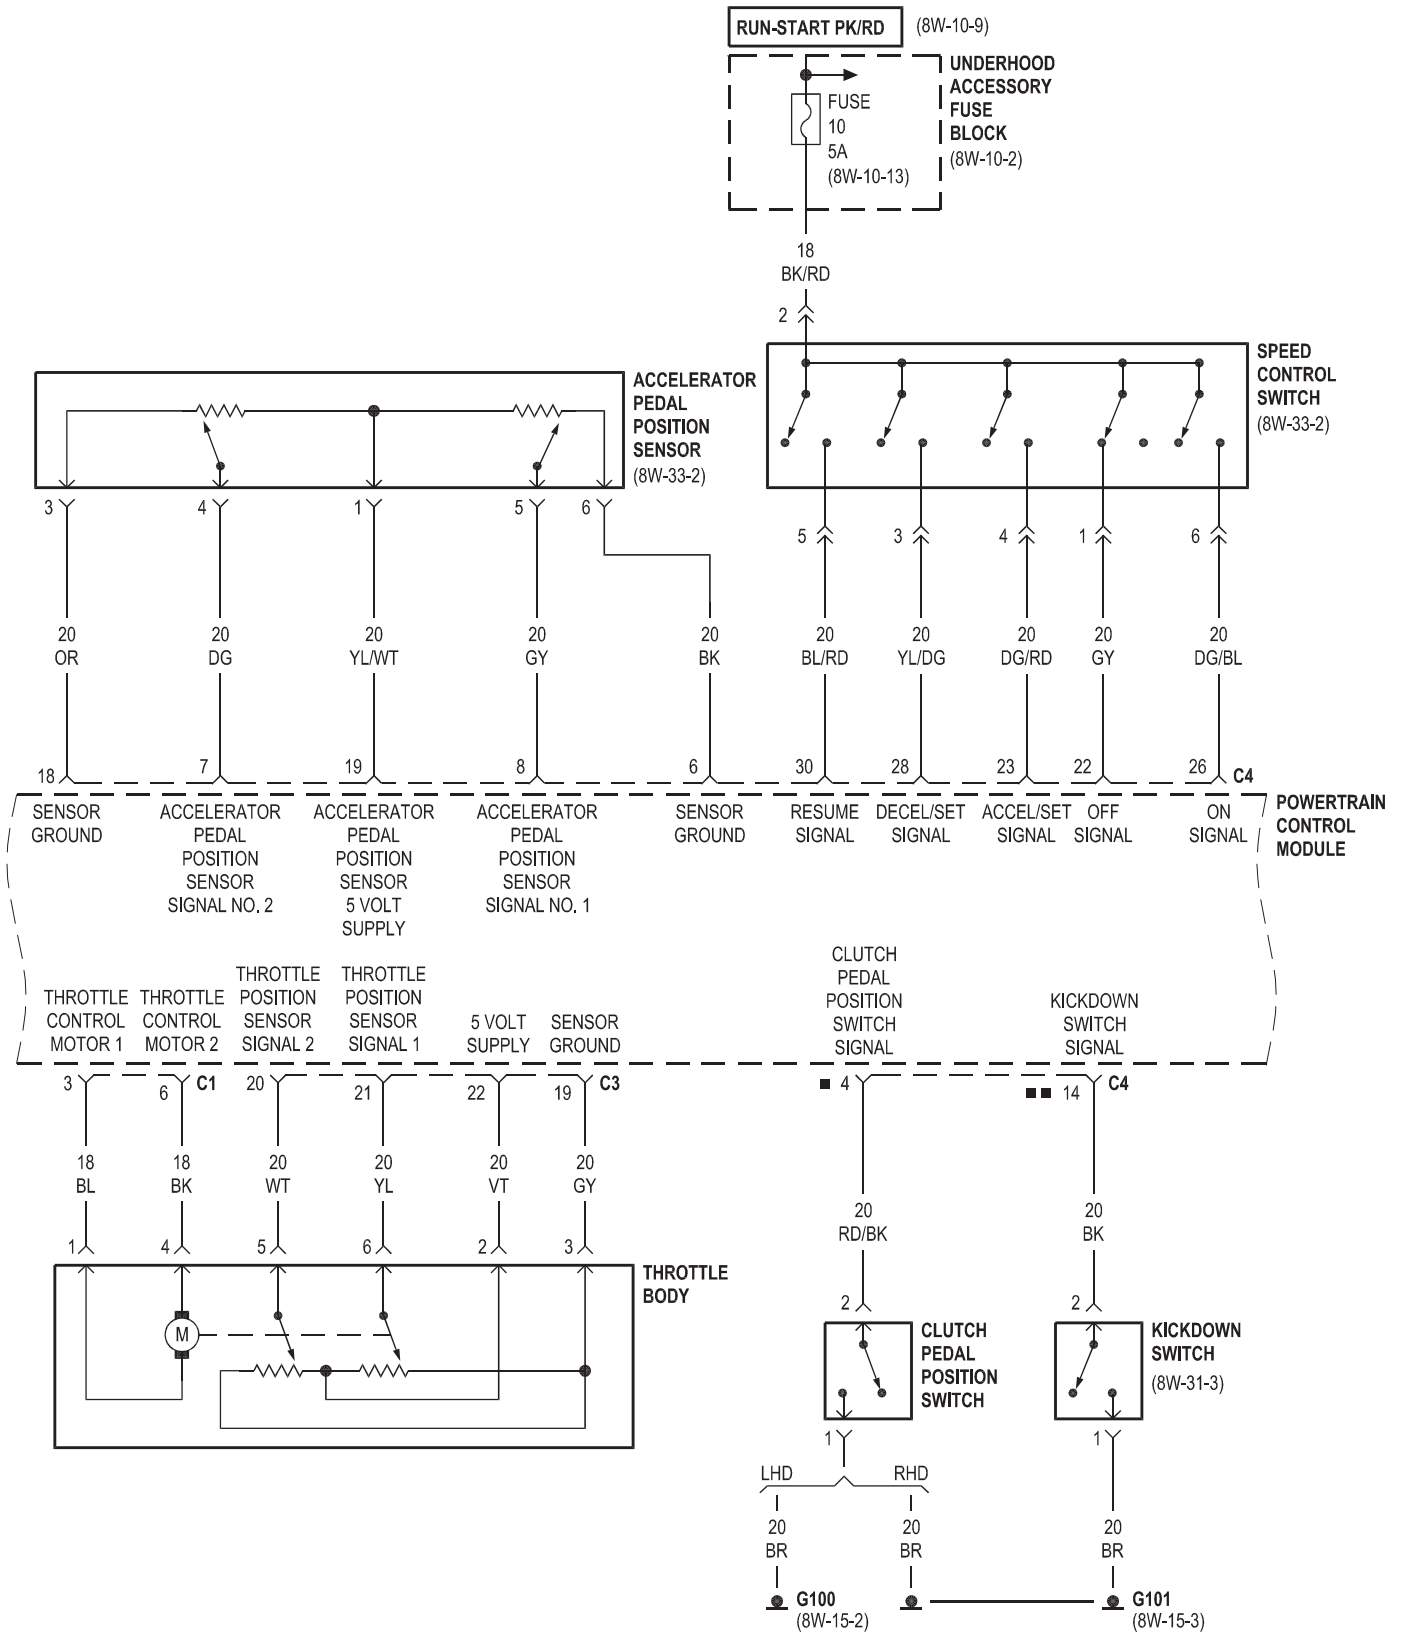 RUN-START PK/RD (8W-10-9)
UNDERHOOD
ACCESSORY
FUSE
BLOCK
(8W-10-2)
FUSE
10
5A
(8W-10-13)
18
BK/RD
2
SPEED
CONTROL
SWITCH
(8W-33-2)
ACCELERATOR
PEDAL
POSITION
SENSOR
(8W-33-2)
3 4 1 5 6
5 3 4 1 6
20 20 20 20 20 20 20 20 20 20
OR DG YL/WT GY BK BL/RD YL/DG DG/RD GY DG/BL
18 7 19 8 6 30 28 23 22 26 C4
POWERTRAIN
CONTROL
MODULE
SENSOR
GROUND
ACCELERATOR
PEDAL
POSITION
SENSOR
SIGNAL NO. 2
ACCELERATOR
PEDAL
POSITION
SENSOR
5 VOLT
SUPPLY
ACCELERATOR
PEDAL
POSITION
SENSOR
SIGNAL NO. 1
SENSOR
GROUND
RESUME
SIGNAL
DECEL/SET
SIGNAL
ACCEL/SET
SIGNAL
OFF
SIGNAL
ON
SIGNAL
THROTTLE
CONTROL
MOTOR 1
THROTTLE
CONTROL
MOTOR 2
THROTTLE
POSITION
SENSOR
SIGNAL 2
THROTTLE
POSITION
SENSOR
SIGNAL 1
5 VOLT
SUPPLY
SENSOR
GROUND
CLUTCH
PEDAL
POSITION
SWITCH
SIGNAL
KICKDOWN
SWITCH
SIGNAL
3 6 C1 20 21 22 19 C3 ■ 4 ■■ 14 C4
18 18 20 20 20 20
BL BK WT YL VT GY
20 20
RD/BK BK
1 4 5 6 2 3
THROTTLE
BODY
M
2 2
CLUTCH
PEDAL
POSITION
SWITCH
KICKDOWN
SWITCH
(8W-31-3)
1 1
LHD RHD
20 20 20
BR BR BR
G100
(8W-15-2)
G101
(8W-15-3)